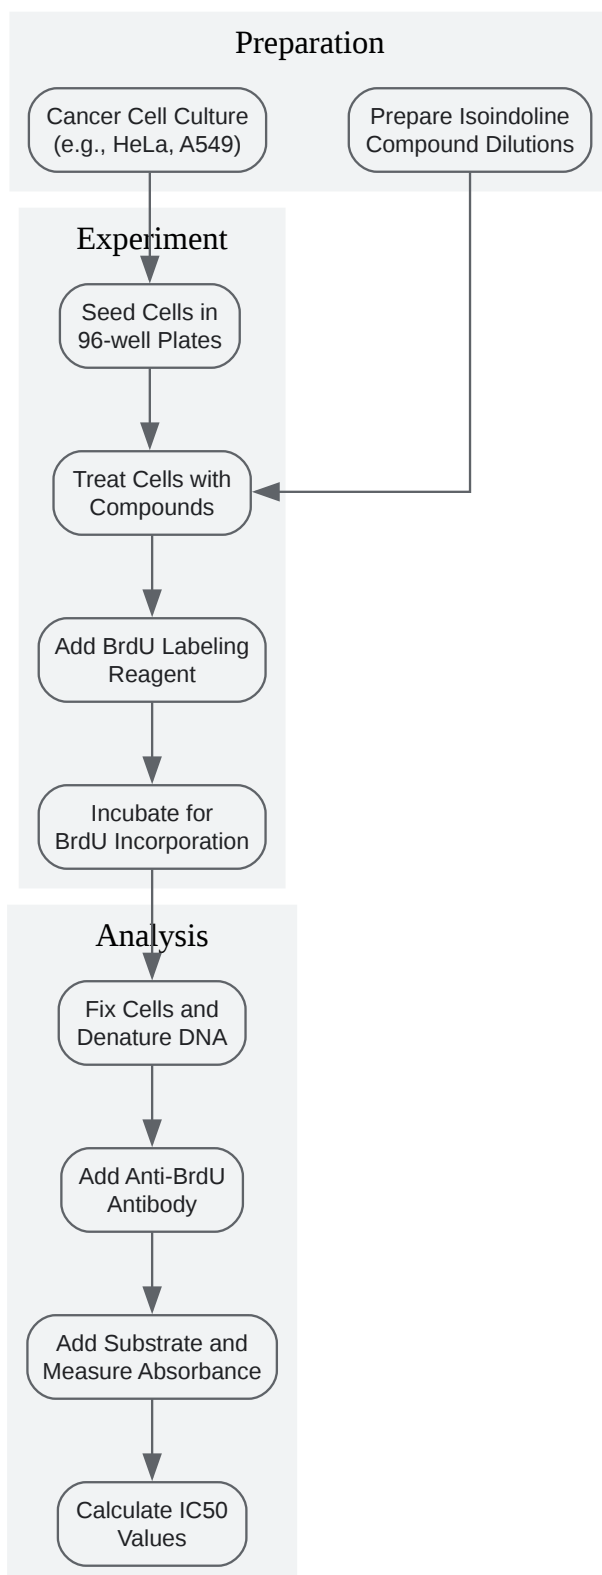 Preparation
Cancer Cell Culture
(e.g., HeLa, A549)
Prepare Isoindoline
Compound Dilutions
Experiment
Seed Cells in
96-well Plates
Treat Cells with
Compounds
Add BrdU Labeling
Reagent
Incubate for
BrdU Incorporation
Analysis
Fix Cells and
Denature DNA
Add Anti-BrdU
Antibody
Add Substrate and
Measure Absorbance
Calculate IC50
Values